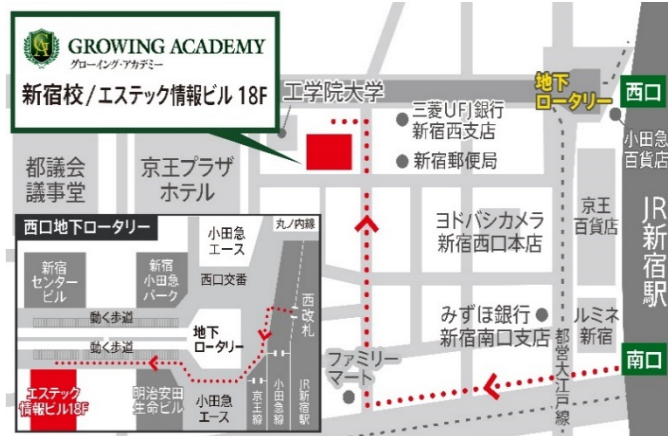 GROWING ACADEMY
グローイング・アカデミー
新宿校/エステック情報ビル 18F
工学院大学
地下
ロータリー
西口
三菱UFJ銀行
新宿西支店
新宿郵便局
小田急
百貨店
都議会
議事堂
京王プラザ
ホテル
京王
百貨店
JR新宿駅
ヨドバシカメラ
新宿西口本店
みずほ銀行
新宿南口支店
ルミネ
新宿
都営大江戸線
南口
ファミリー
マート
西口地下ロータリー
丸ノ内線
小田急
エース
西口交番
新宿
センター
ビル
新宿
小田急
パーク
西改札
動く歩道
地下
ロータリー
動く歩道
エステック
情報ビル18F
明治安田
生命ビル
小田急
エース
京王線
小田急線
JR新宿駅